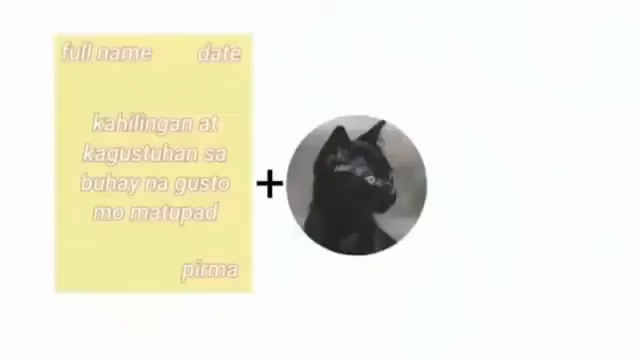 full name date
kahilingan at
kagustuhan sa
buhay na gusto
mo matupad
+
pirma